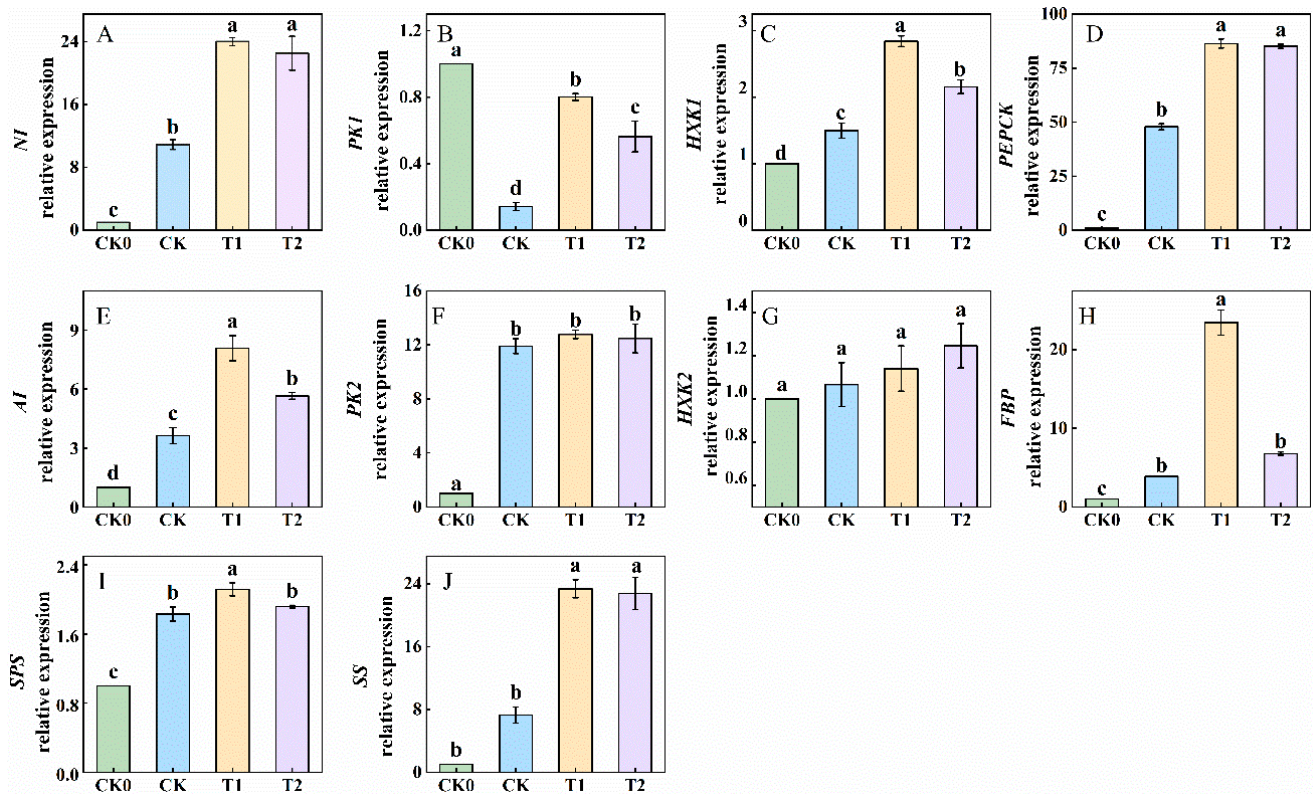 A
NI
relative expression
24
12
0
c
b
a
a
CK0 CK T1 T2
B
PK1
relative expression
1.2
0.8
0.4
0.0
a
d
b
c
CK0 CK T1 T2
C
HXK1
relative expression
3
2
1
0
d
c
a
b
CK0 CK T1 T2
D
PEPCK
relative expression
100
75
50
25
0
c
b
a
a
CK0 CK T1 T2
E
AI
relative expression
9
6
3
0
d
c
a
b
CK0 CK T1 T2
F
PK2
relative expression
16
12
8
4
0
a
b
b
b
CK0 CK T1 T2
G
HXK2
relative expression
1.4
1.2
1.0
0.8
0.6
a
a
a
a
CK0 CK T1 T2
H
FBP
relative expression
20
10
0
c
b
a
b
CK0 CK T1 T2
I
SPS
relative expression
2.4
1.6
0.8
0.0
c
b
a
b
CK0 CK T1 T2
J
SS
relative expression
24
16
8
0
b
b
a
a
CK0 CK T1 T2